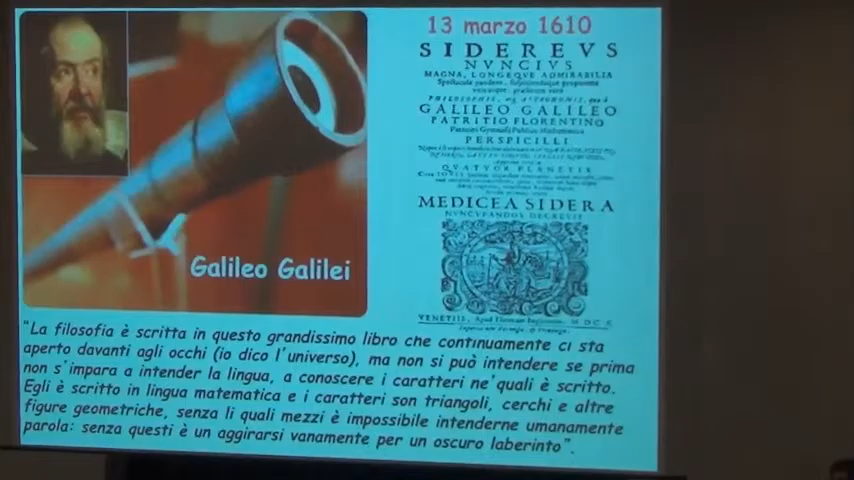 13 marzo 1610
SIDEREVS
NVNCIVS
MAGNA, LONGEQVE ADMIRABILIA
GALILEO GALILEO
PATRITIO FLORENTINO
PERSPICILLI
QVATVOR PLANETIS
MEDICEA SIDERA
NVNCVPANDOS DECREVIT
Galileo Galilei
"La filosofia è scritta in questo grandissimo libro che continuamente ci sta
aperto davanti agli occhi (io dico l'universo), ma non si può intendere se prima
non s'impara a intender la lingua, a conoscere i caratteri ne'quali è scritto.
Egli è scritto in lingua matematica e i caratteri son triangoli, cerchi e altre
figure geometriche, senza li quali mezzi è impossibile intenderne umanamente
parola: senza questi è un aggirarsi vanamente per un oscuro laberinto".